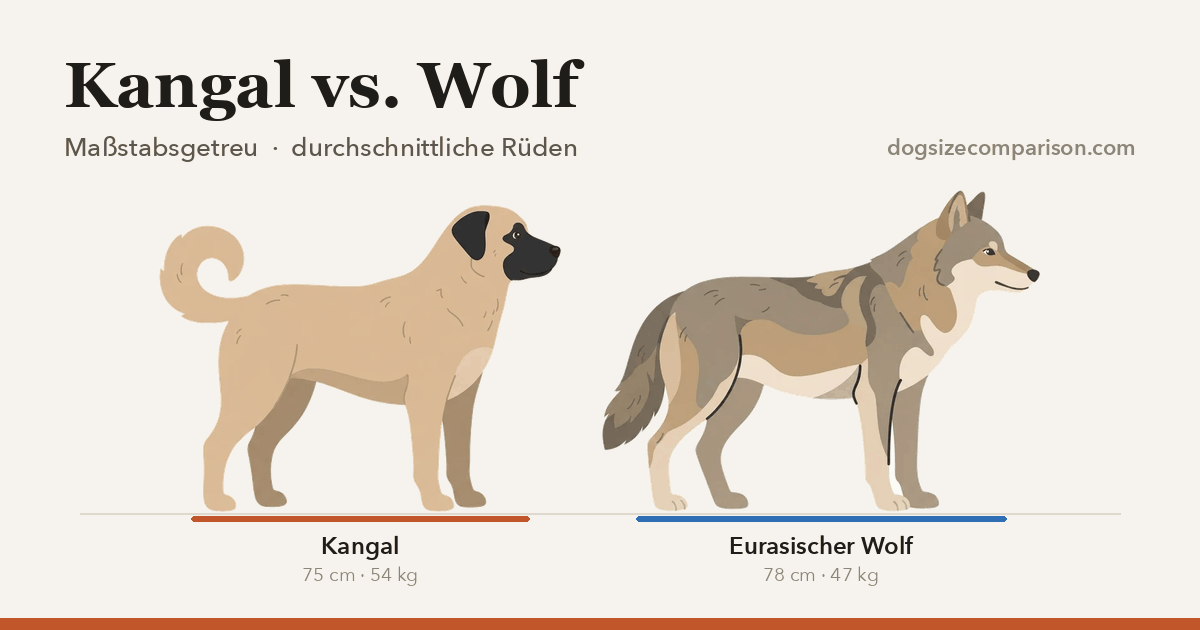 Kangal vs. Wolf
Maßstabsgetreu · durchschnittliche Rüden
dogsizecomparison.com
Kangal
75 cm · 54 kg
Eurasischer Wolf
78 cm · 47 kg